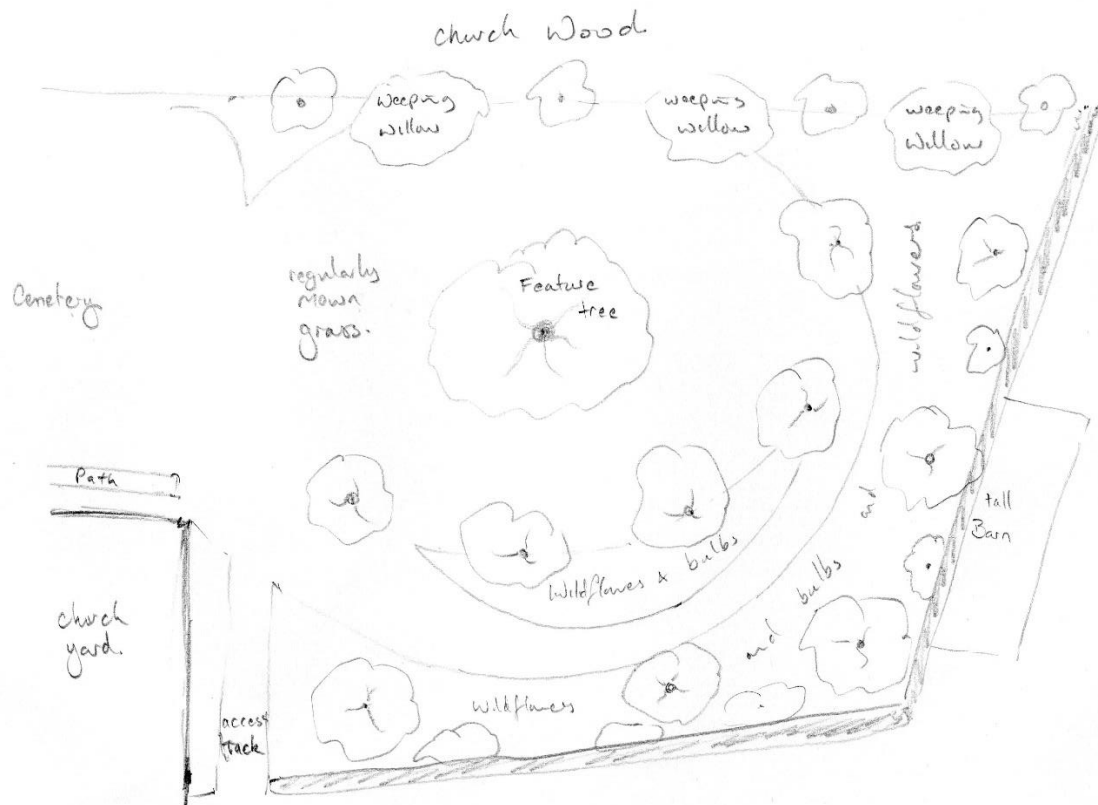 church Wood
weeping
willow
weeping
willow
weeping
willow
Feature
tree
regularly
mown
grass.
Cemetery
wildflowers
and
bulbs
and
wildflowers
Path
Wildflowers & bulbs
tall
Barn
church
yard.
access
track